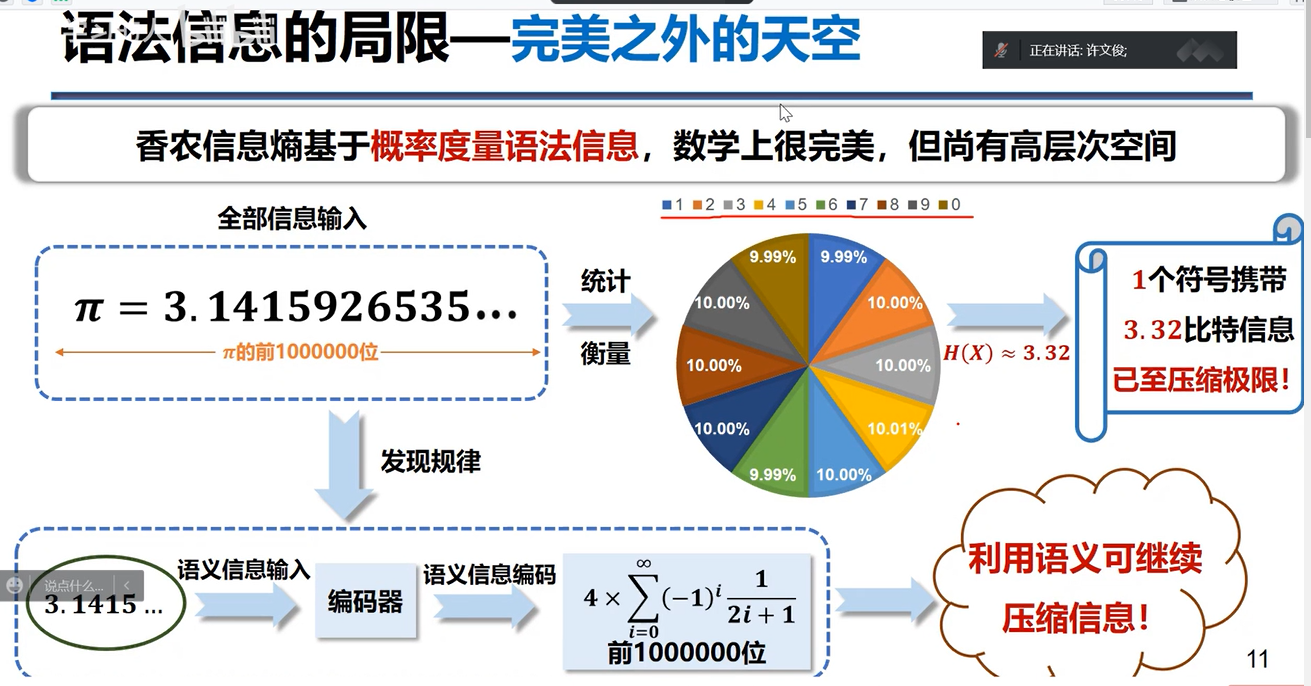 语法信息的局限—完美之外的天空
正在讲话: 许文俊;
香农信息熵基于概率度量语法信息，数学上很完美，但尚有高层次空间
全部信息输入
π = 3.1415926535...
π的前1000000位
统计
衡量
1 2 3 4 5 6 7 8 9 0
9.99% 9.99%
10.00% 10.00%
10.00% 10.00%
10.00% 10.01%
9.99% 10.00%
H(X) ≈ 3.32
1个符号携带
3.32比特信息
已至压缩极限!
发现规律
说点什么...
3.1415 ...
语义信息输入
编码器
语义信息编码
4 × ∑_{i=0}^{∞} (−1)^i 1/(2i + 1)
前1000000位
利用语义可继续
压缩信息!
11